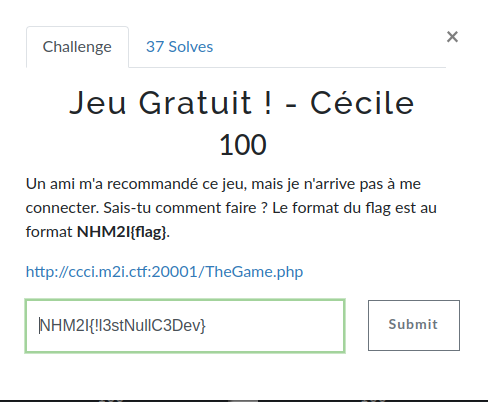 Challenge
37 Solves
×
Jeu Gratuit ! - Cécile
100
Un ami m'a recommandé ce jeu, mais je n'arrive pas à me
connecter. Sais-tu comment faire ? Le format du flag est au
format NHM2I{flag}.
http://ccci.m2i.ctf:20001/TheGame.php
NHM2I{!l3stNullC3Dev}
Submit